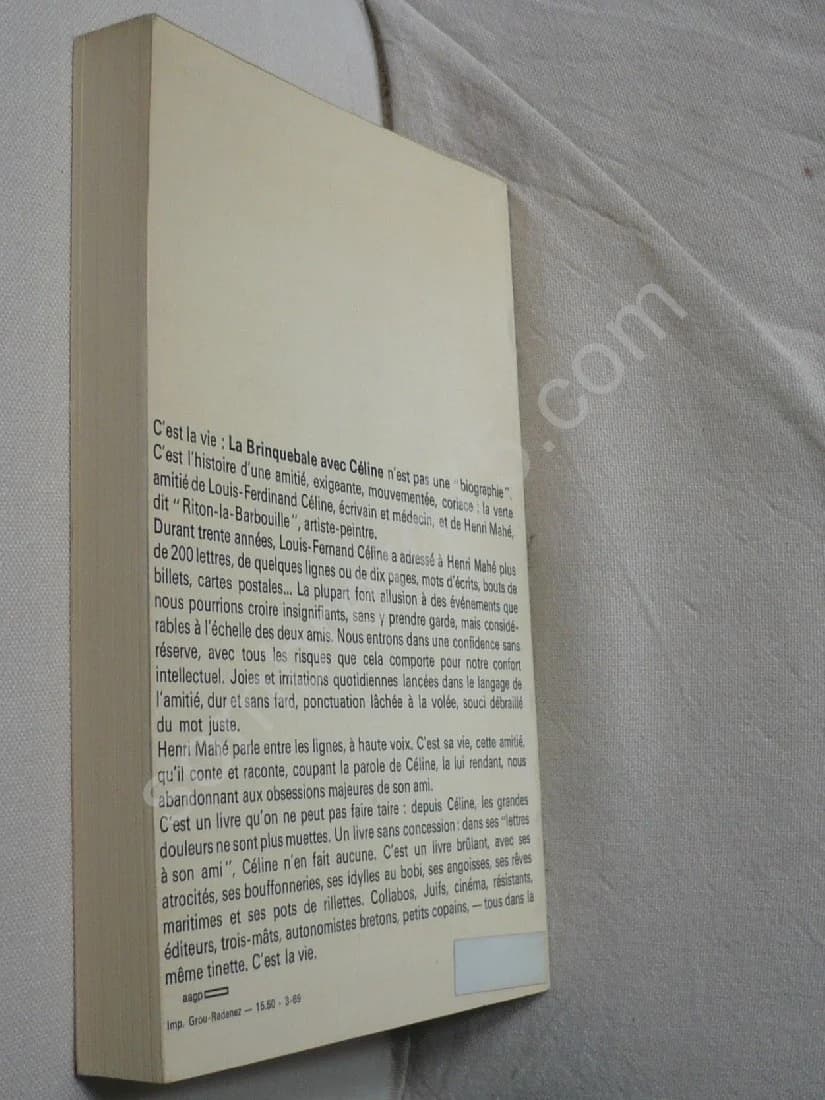 C'est la vie : La Brinquebale avec Céline n'est pas une "biographie".
C'est l'histoire d'une amitié, exigeante, mouvementée, coriace : la verte
amitié de Louis-Ferdinand Céline, écrivain et médecin, et de Henri Mahé,
dit "Riton-la-Barbouille", artiste-peintre.
Durant trente années, Louis-Fernand Céline a adressé à Henri Mahé plus
de 200 lettres, de quelques lignes ou de dix pages, mots d'écrits, bouts de
billets, cartes postales... La plupart font allusion à des événements que
nous pourrions croire insignifiants, sans y prendre garde, mais considé-
rables à l'échelle des deux amis. Nous entrons dans une confidence sans
réserve, avec tous les risques que cela comporte pour notre confort
intellectuel. Joies et irritations quotidiennes lancées dans le langage de
l'amitié, dur et sans fard, ponctuation lâchée à la volée, souci débraillé
du mot juste.
Henri Mahé parle entre les lignes, à haute voix. C'est sa vie, cette amitié,
qu'il conte et raconte, coupant la parole de Céline, la lui rendant, nous
abandonnant aux obsessions majeures de son ami.
C'est un livre qu'on ne peut pas faire taire : depuis Céline, les grandes
douleurs ne sont plus muettes. Un livre sans concession : dans ses "lettres
à son ami", Céline n'en fait aucune. C'est un livre brûlant, avec ses
atrocités, ses bouffonneries, ses idylles au bobi, ses angoisses, ses rêves
maritimes et ses pots de rillettes. Collabos, Juifs, cinéma, résistants,
éditeurs, trois-mâts, autonomistes bretons, petits copains, — tous dans la
même tinette. C'est la vie.
aagp
Imp. Grou-Radenez — 15.50 - 3-69
.com